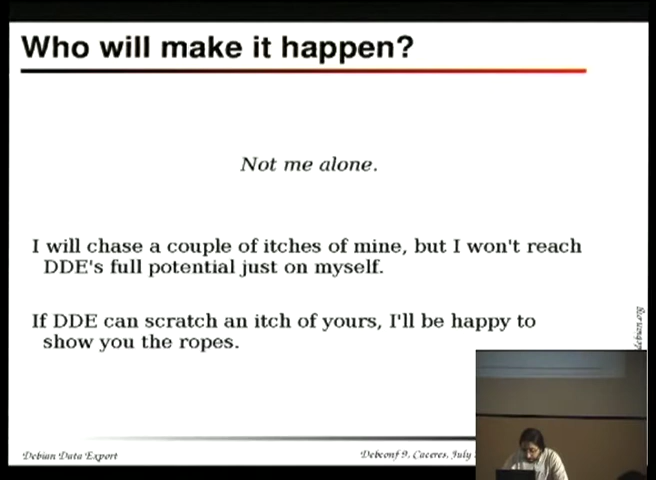 Who will make it happen?
Not me alone.
I will chase a couple of itches of mine, but I won't reach
DDE's full potential just on myself.
If DDE can scratch an itch of yours, I'll be happy to
show you the ropes.
Debian Data Export
Debconf 9, Caceres, July